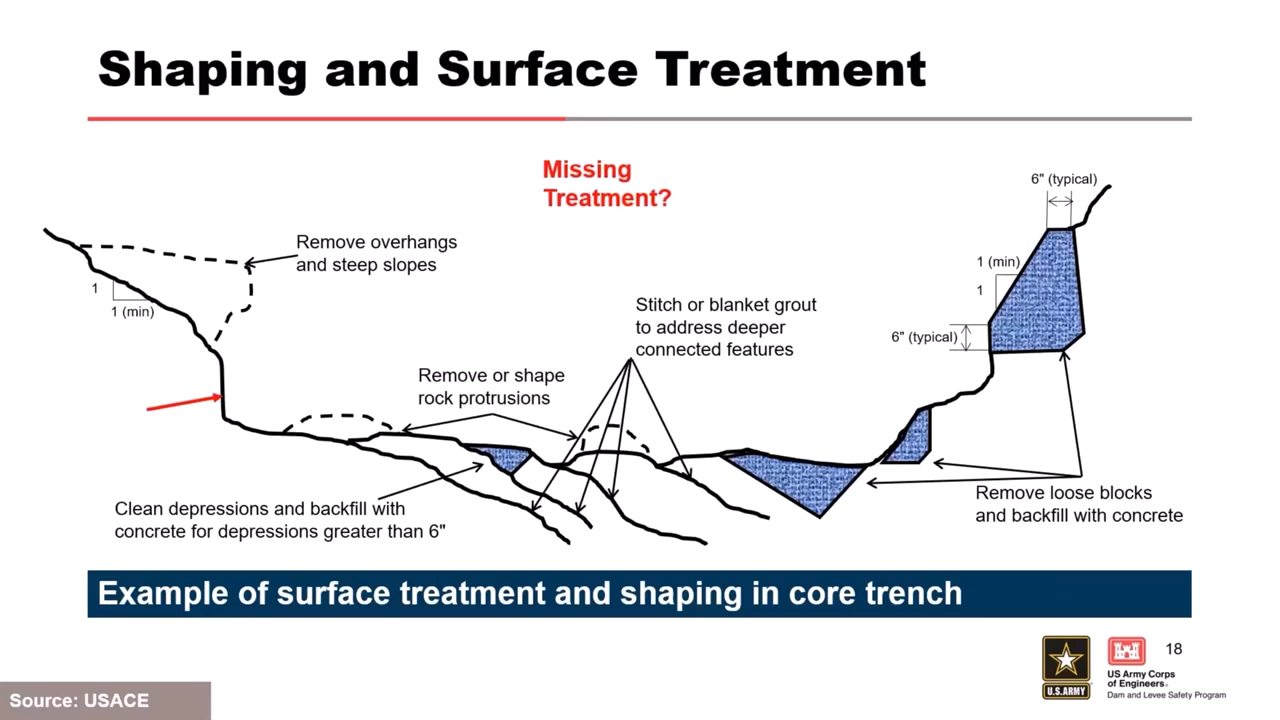 Shaping and Surface Treatment
Missing
Treatment?
6" (typical)
Remove overhangs
and steep slopes
1
1 (min)
1 (min)
1
6" (typical)
Stitch or blanket grout
to address deeper
connected features
Remove or shape
rock protrusions
Clean depressions and backfill with
concrete for depressions greater than 6"
Remove loose blocks
and backfill with concrete
Example of surface treatment and shaping in core trench
U.S.ARMY
US Army Corps
of Engineers®
Dam and Levee Safety Program
18
Source: USACE